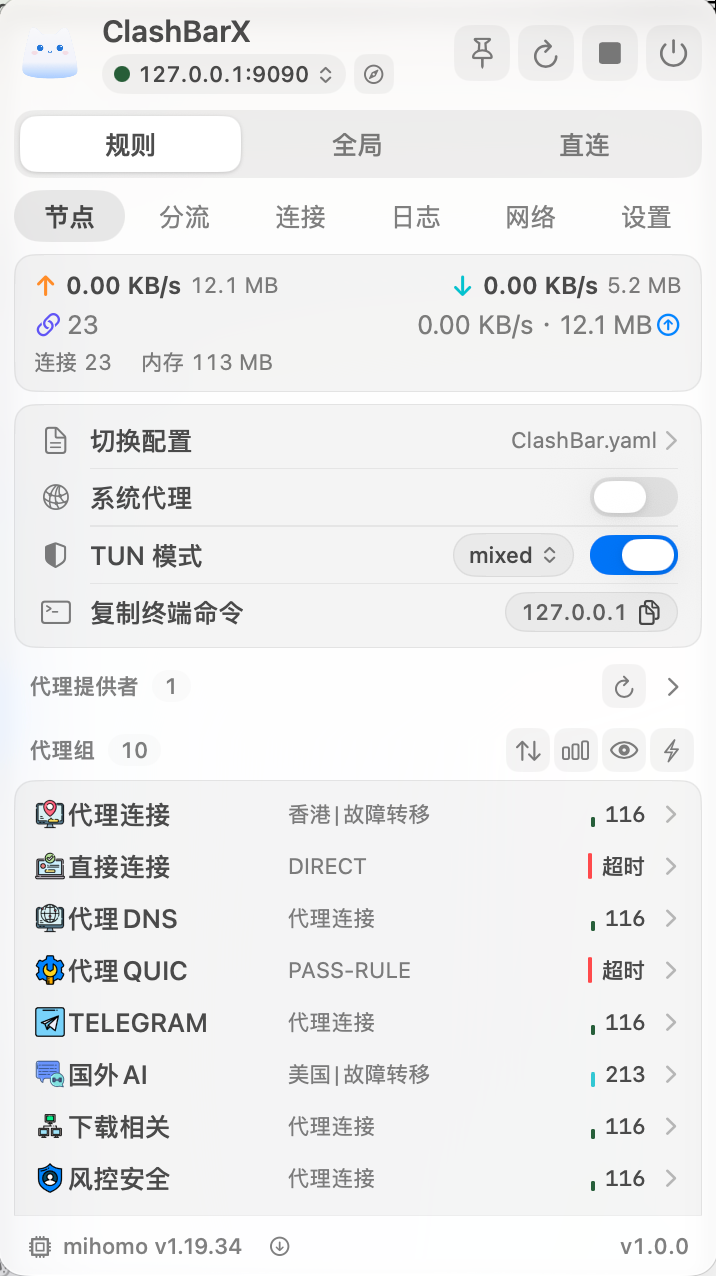 ClashBarX
127.0.0.1:9090
规则 全局 直连
节点 分流 连接 日志 网络 设置
0.00 KB/s 12.1 MB 0.00 KB/s 5.2 MB
23 0.00 KB/s · 12.1 MB
连接 23 内存 113 MB
切换配置 ClashBar.yaml
系统代理
TUN 模式 mixed
复制终端命令 127.0.0.1
代理提供者 1
代理组 10
代理连接 香港|故障转移 116
直接连接 DIRECT 超时
代理DNS 代理连接 116
代理QUIC PASS-RULE 超时
TELEGRAM 代理连接 116
国外AI 美国|故障转移 213
下载相关 代理连接 116
风控安全 代理连接 116
mihomo v1.19.34 v1.0.0